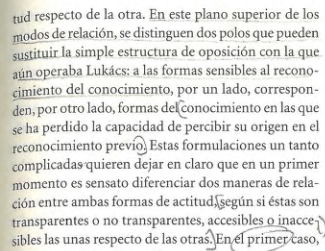 tud respecto de la otra. En este plano superior de los
modos de relación, se distinguen dos polos que pueden
sustituir la simple estructura de oposición con la que
aún operaba Lukács: a las formas sensibles al recono-
cimiento del conocimiento, por un lado, correspon-
den, por otro lado, formas del conocimiento en las que
se ha perdido la capacidad de percibir su origen en el
reconocimiento previo. Estas formulaciones un tanto
complicadas quieren dejar en claro que en un primer
momento es sensato diferenciar dos maneras de rela-
ción entre ambas formas de actitud, según si éstas son
transparentes o no transparentes, accesibles o inacce-
sibles las unas respecto de las otras. En el primer caso,